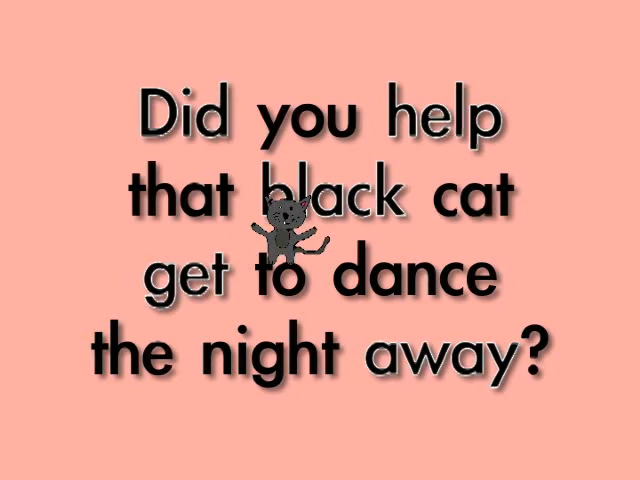 Did you help
that black cat
get to dance
the night away?